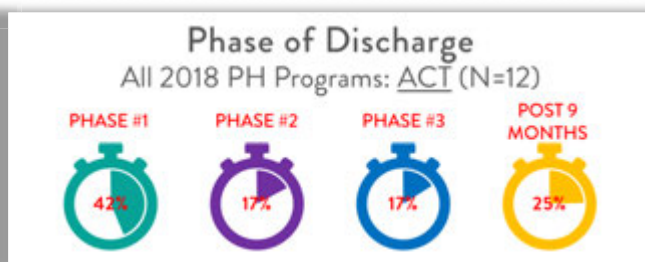 Phase of Discharge
All 2018 PH Programs: ACT (N=12)
PHASE #1
PHASE #2
PHASE #3
POST 9
MONTHS
42%
17%
17%
25%